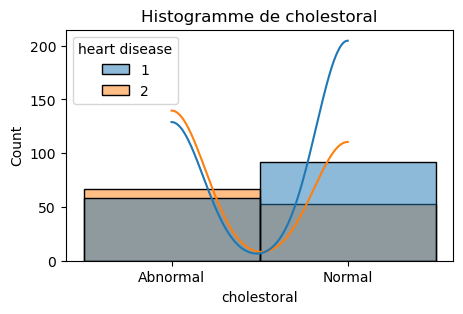 Histogramme de cholestoral
heart disease
1
2
Count
200
150
100
50
0
Abnormal
Normal
cholestoral